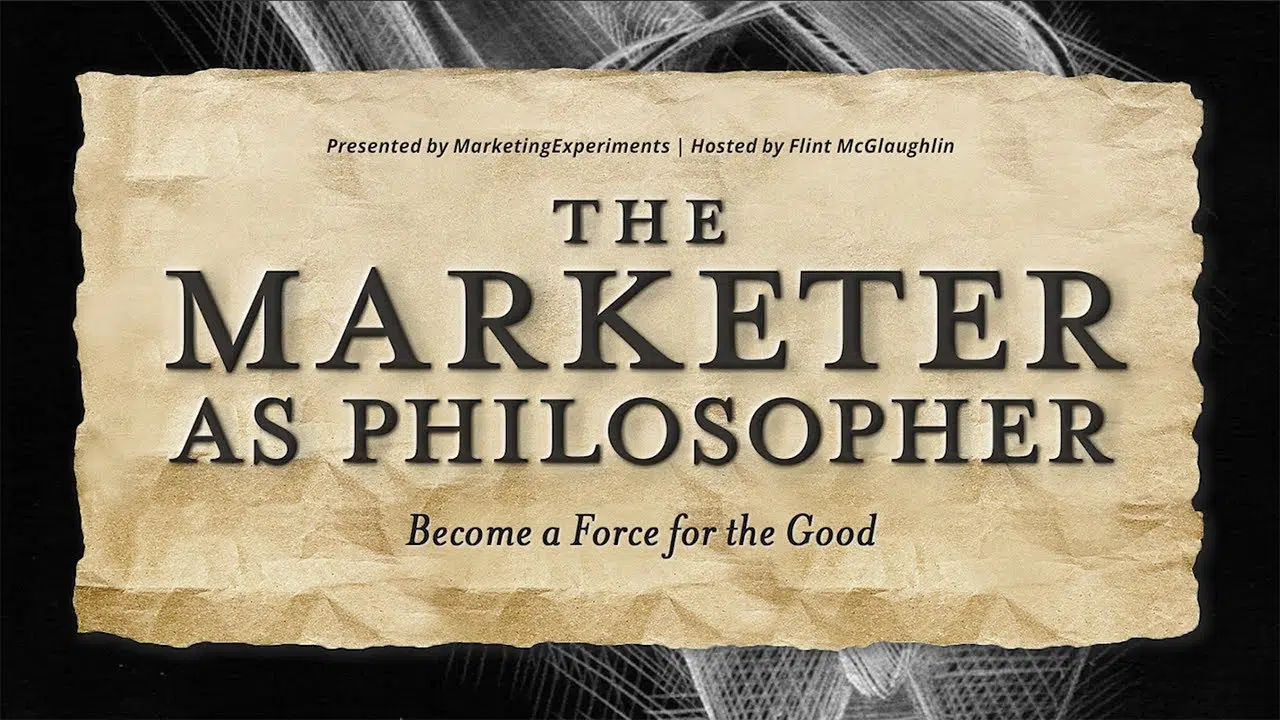 Presented by MarketingExperiments | Hosted by Flint McGlaughlin
THE
MARKETER
AS PHILOSOPHER
Become a Force for the Good